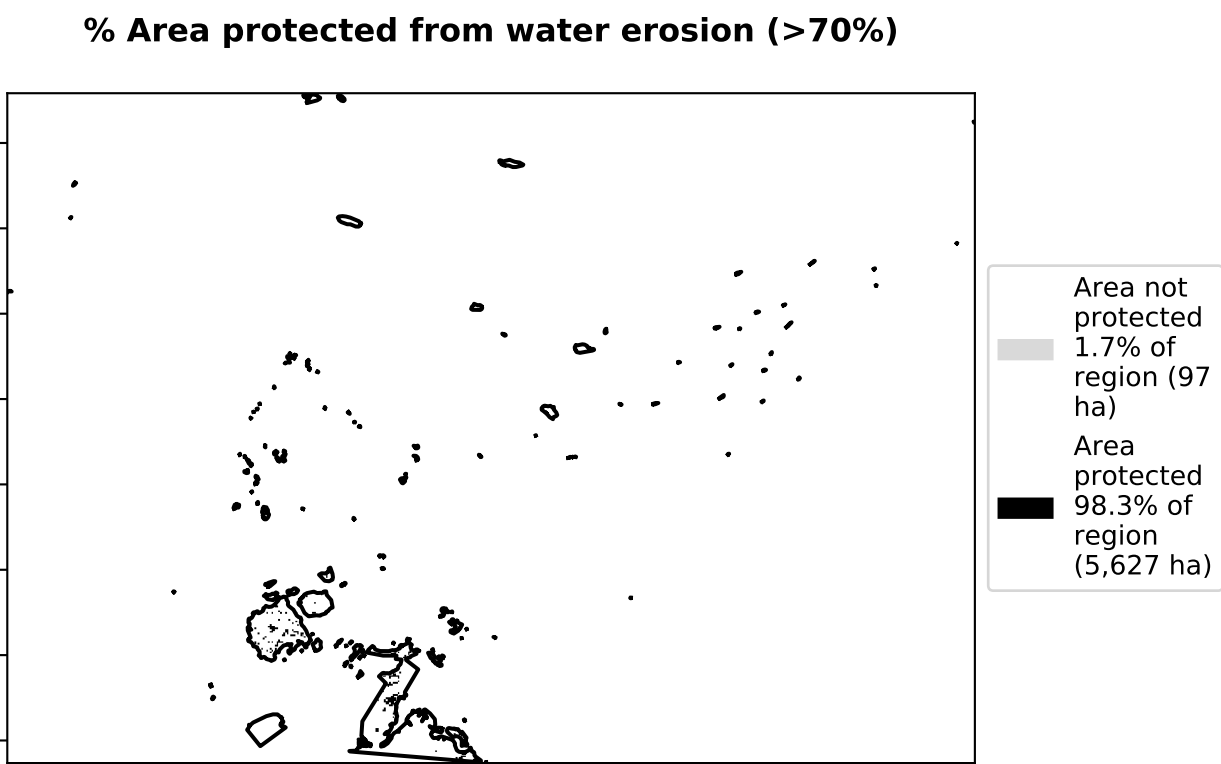 % Area protected from water erosion (>70%)
Area not
protected
1.7% of
region (97
ha)
Area
protected
98.3% of
region
(5,627 ha)